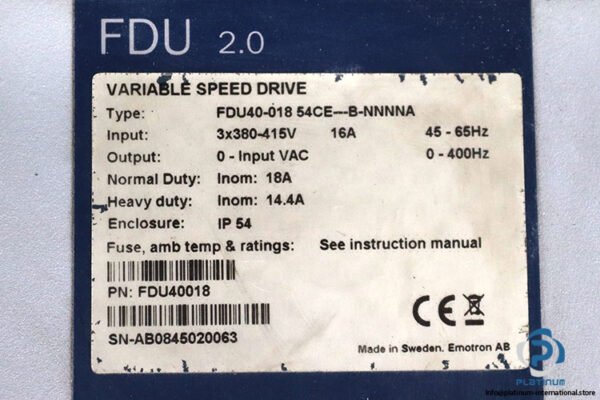 FDU 2.0
VARIABLE SPEED DRIVE
Type: FDU40-018 54CE---B-NNNNA
Input: 3x380-415V 16A 45 - 65Hz
Output: 0 - Input VAC 0 - 400Hz
Normal Duty: Inom: 18A
Heavy duty: Inom: 14.4A
Enclosure: IP 54
Fuse, amb temp & ratings: See instruction manual
PN: FDU40018
CE
SN-AB0845020063
Made in Sweden. Emotron AB
PLATINUM
info@platinum-international.store